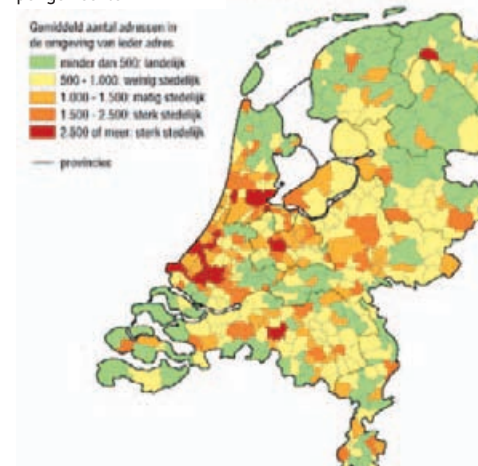 Gemiddeld aantal adressen in
de omgeving van ieder adres
minder dan 500: landelijk
500 - 1.000: weinig stedelijk
1.000 - 1.500: matig stedelijk
1.500 - 2.500: sterk stedelijk
2.500 of meer: sterk stedelijk
provincies